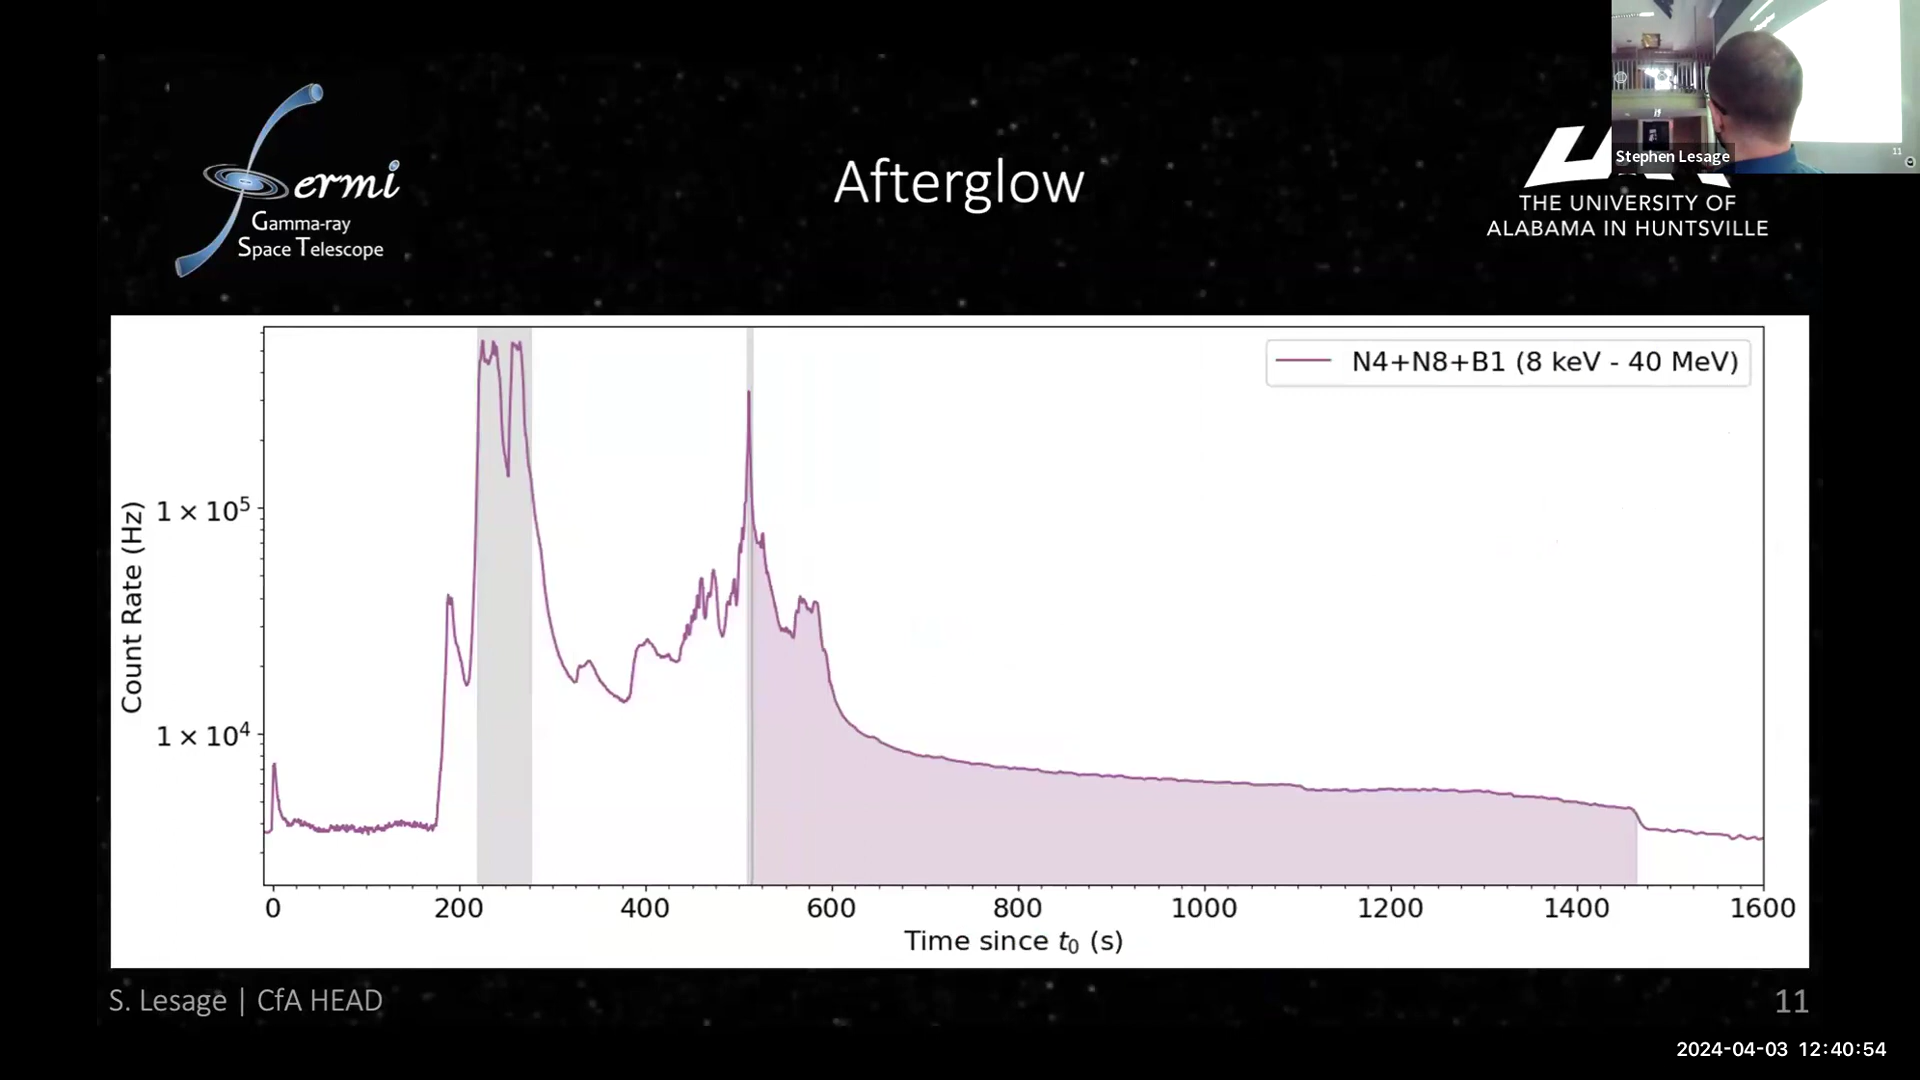 Stephen Lesage
11
Fermi
Gamma-ray
Space Telescope
Afterglow
THE UNIVERSITY OF
ALABAMA IN HUNTSVILLE
N4+N8+B1 (8 keV - 40 MeV)
Count Rate (Hz)
1 × 10⁵
1 × 10⁴
0 200 400 600 800 1000 1200 1400 1600
Time since t₀ (s)
S. Lesage | CfA HEAD
11
2024-04-03 12:40:54